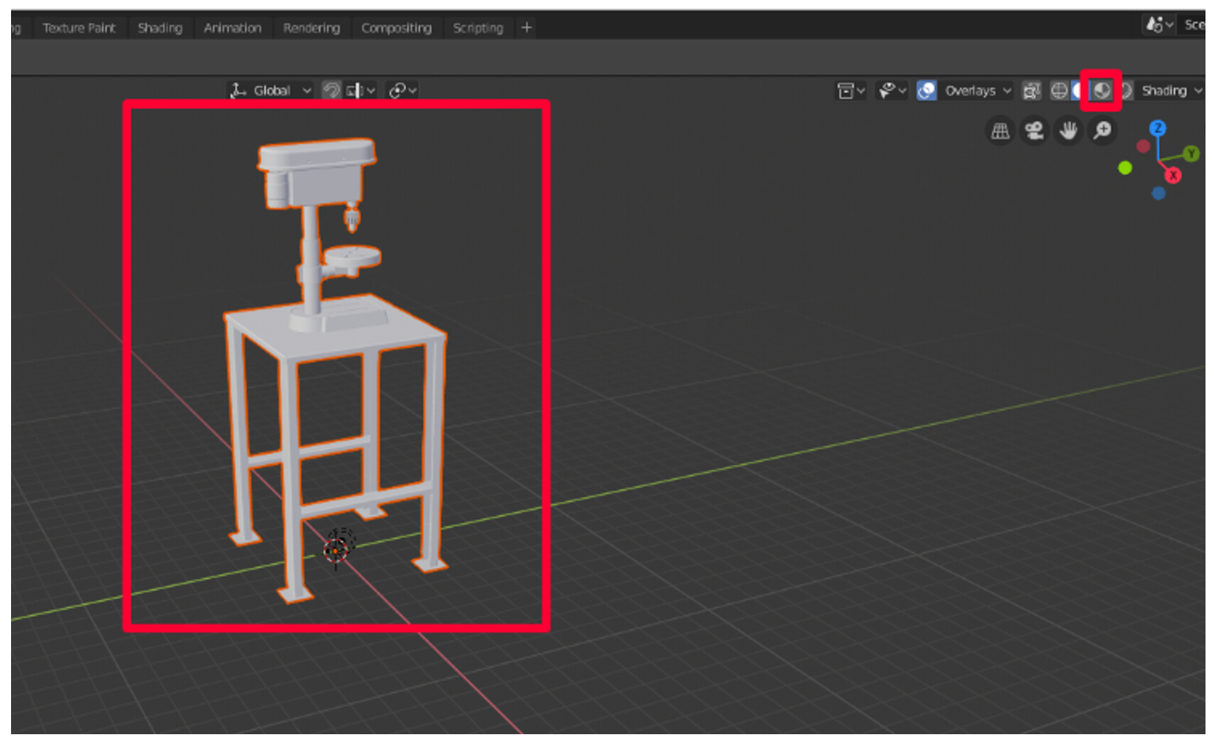 Texture Paint Shading Animation Rendering Compositing Scripting + Sce
Global Overlays Shading
Z
Y
X